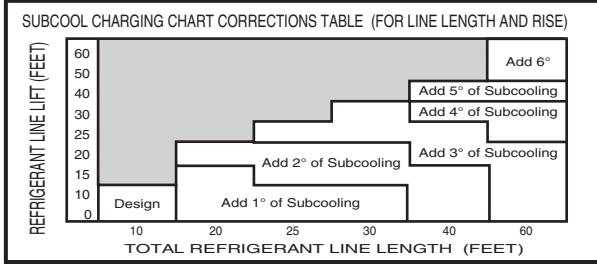 SUBCOOL CHARGING CHART CORRECTIONS TABLE (FOR LINE LENGTH AND RISE)
REFRIGERANT LINE LIFT (FEET)
60
50
40
30
25
20
15
10
0
Add 6°
Add 5° of Subcooling
Add 4° of Subcooling
Add 3° of Subcooling
Add 2° of Subcooling
Design
Add 1° of Subcooling
10 20 25 30 40 60
TOTAL REFRIGERANT LINE LENGTH (FEET)